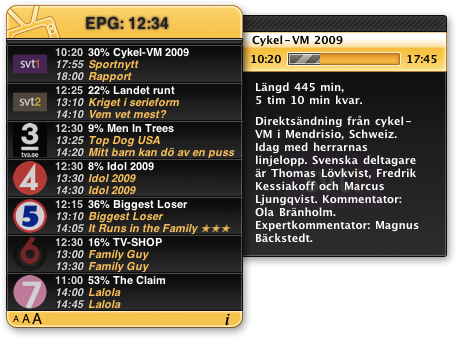 EPG: 12:34
svt1
10:20 30% Cykel-VM 2009
17:55 Sportnytt
18:00 Rapport
svt2
12:25 22% Landet runt
13:10 Kriget i serieform
14:10 Vem vet mest?
3
tv3.se
12:30 9% Men In Trees
13:25 Top Dog USA
14:20 Mitt barn kan dö av en puss
4
12:30 8% Idol 2009
13:30 Idol 2009
14:30 Idol 2009
5
12:15 36% Biggest Loser
13:10 Biggest Loser
14:05 It Runs in the Family ★★★
6
12:30 16% TV-SHOP
13:00 Family Guy
13:30 Family Guy
7
11:00 53% The Claim
14:00 Lalola
14:45 Lalola
A A A
i
Cykel-VM 2009
10:20 17:45
Längd 445 min,
5 tim 10 min kvar.
Direktsändning från cykel-
VM i Mendrisio, Schweiz.
Idag med herrarnas
linjelopp. Svenska deltagare
är Thomas Lövkvist, Fredrik
Kessiakoff och Marcus
Ljungqvist. Kommentator:
Ola Bränholm.
Expertkommentator: Magnus
Bäckstedt.